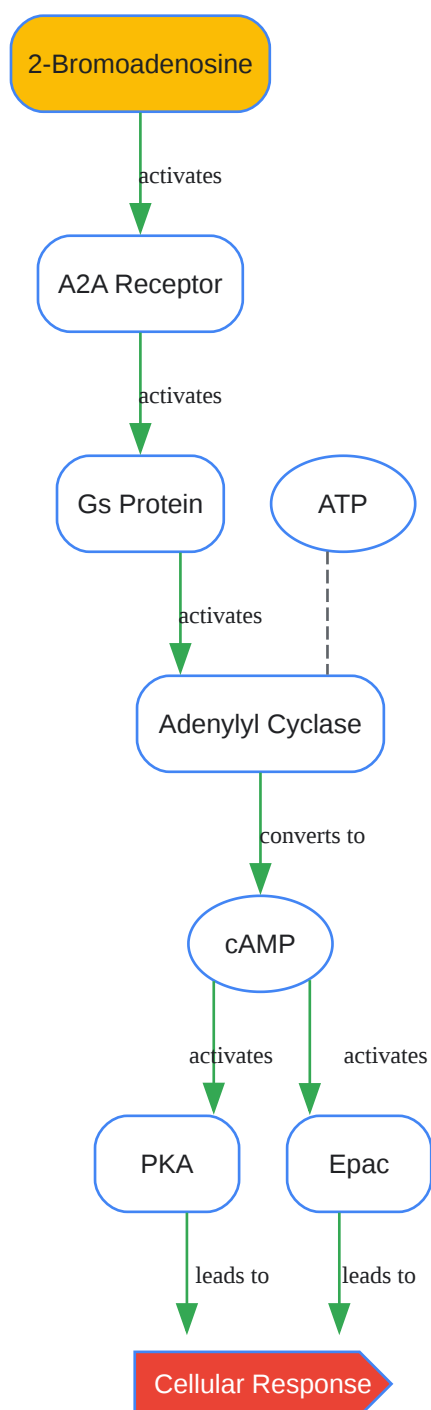 2-Bromoadenosine
activates
A2A Receptor
activates
Gs Protein
ATP
activates
Adenylyl Cyclase
converts to
cAMP
activates
activates
PKA
Epac
leads to
leads to
Cellular Response